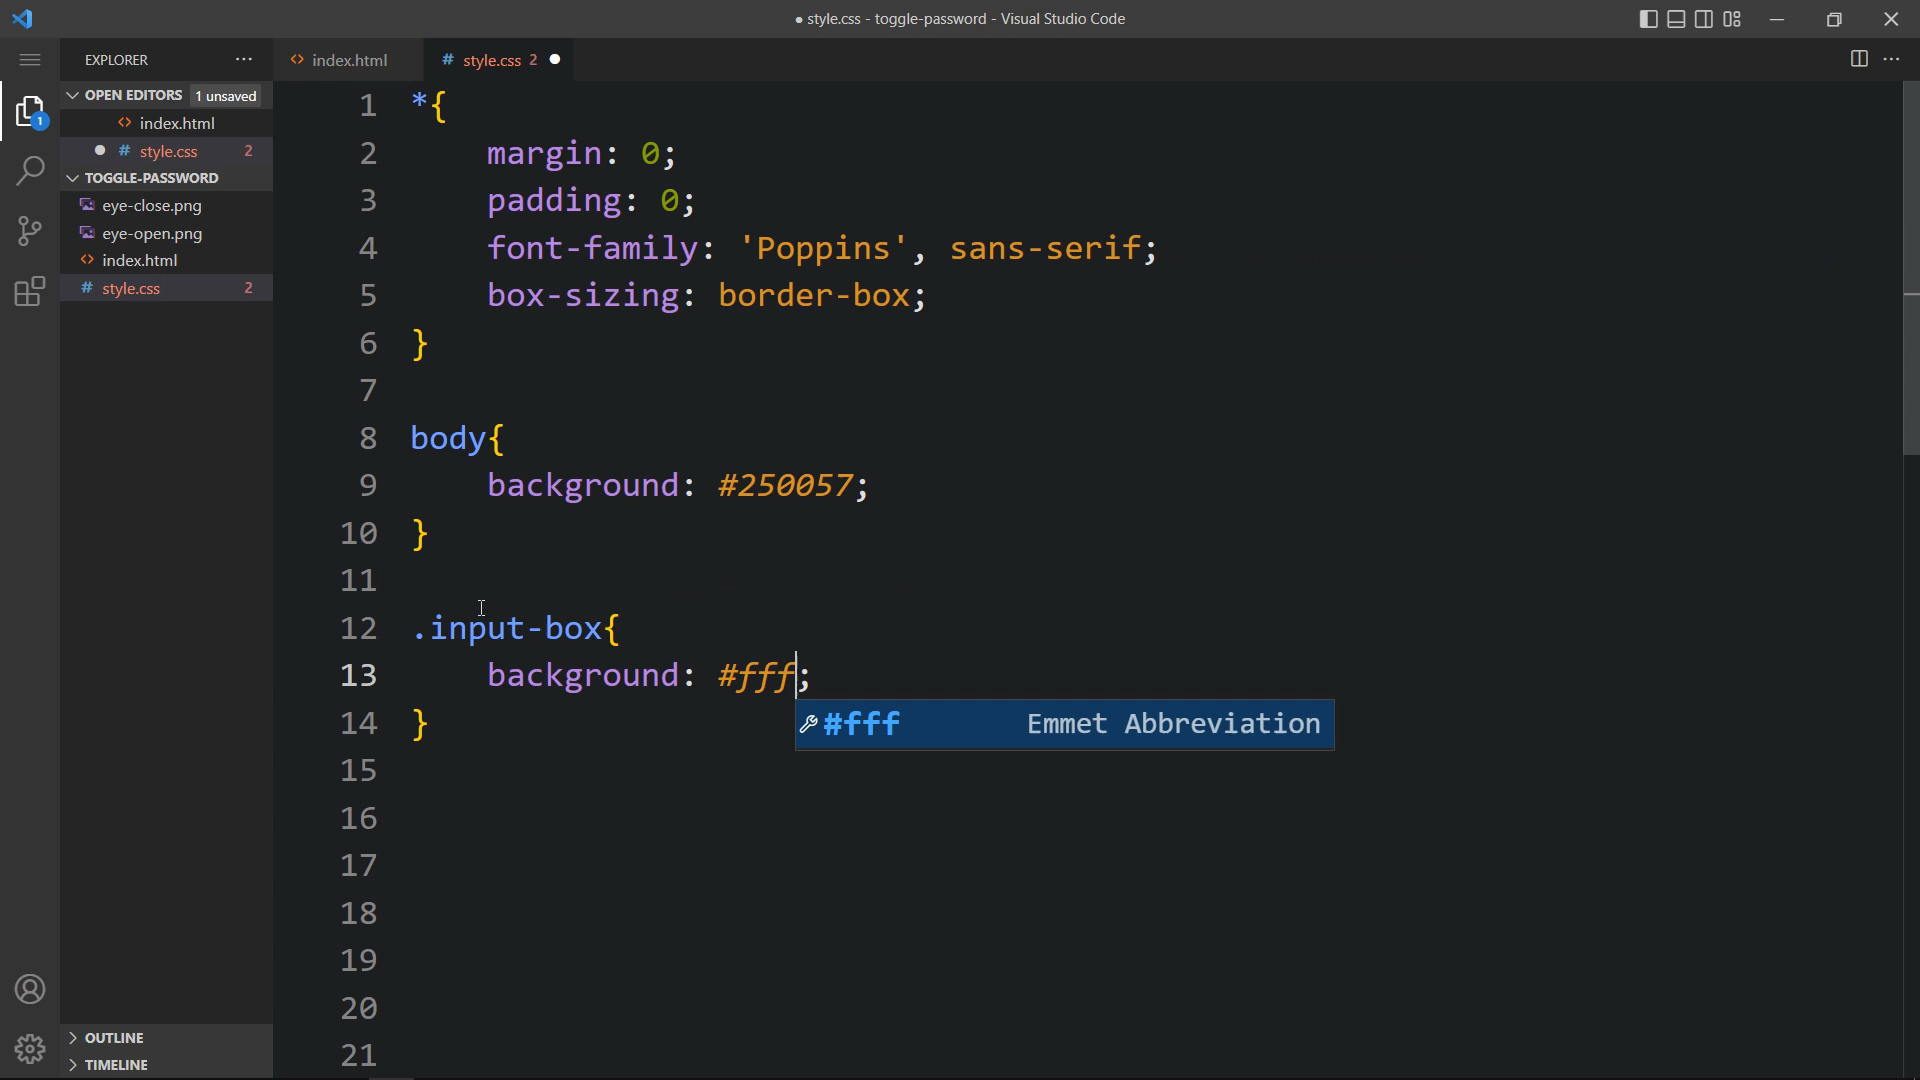 ● style.css - toggle-password - Visual Studio Code
EXPLORER
index.html
style.css 2
OPEN EDITORS 1 unsaved
index.html
style.css 2
TOGGLE-PASSWORD
eye-close.png
eye-open.png
index.html
style.css 2
OUTLINE
TIMELINE
1 *{
2 margin: 0;
3 padding: 0;
4 font-family: 'Poppins', sans-serif;
5 box-sizing: border-box;
6 }
7
8 body{
9 background: #250057;
10 }
11
12 .input-box{
13 background: #fff;
#fff Emmet Abbreviation
14 }
15
16
17
18
19
20
21